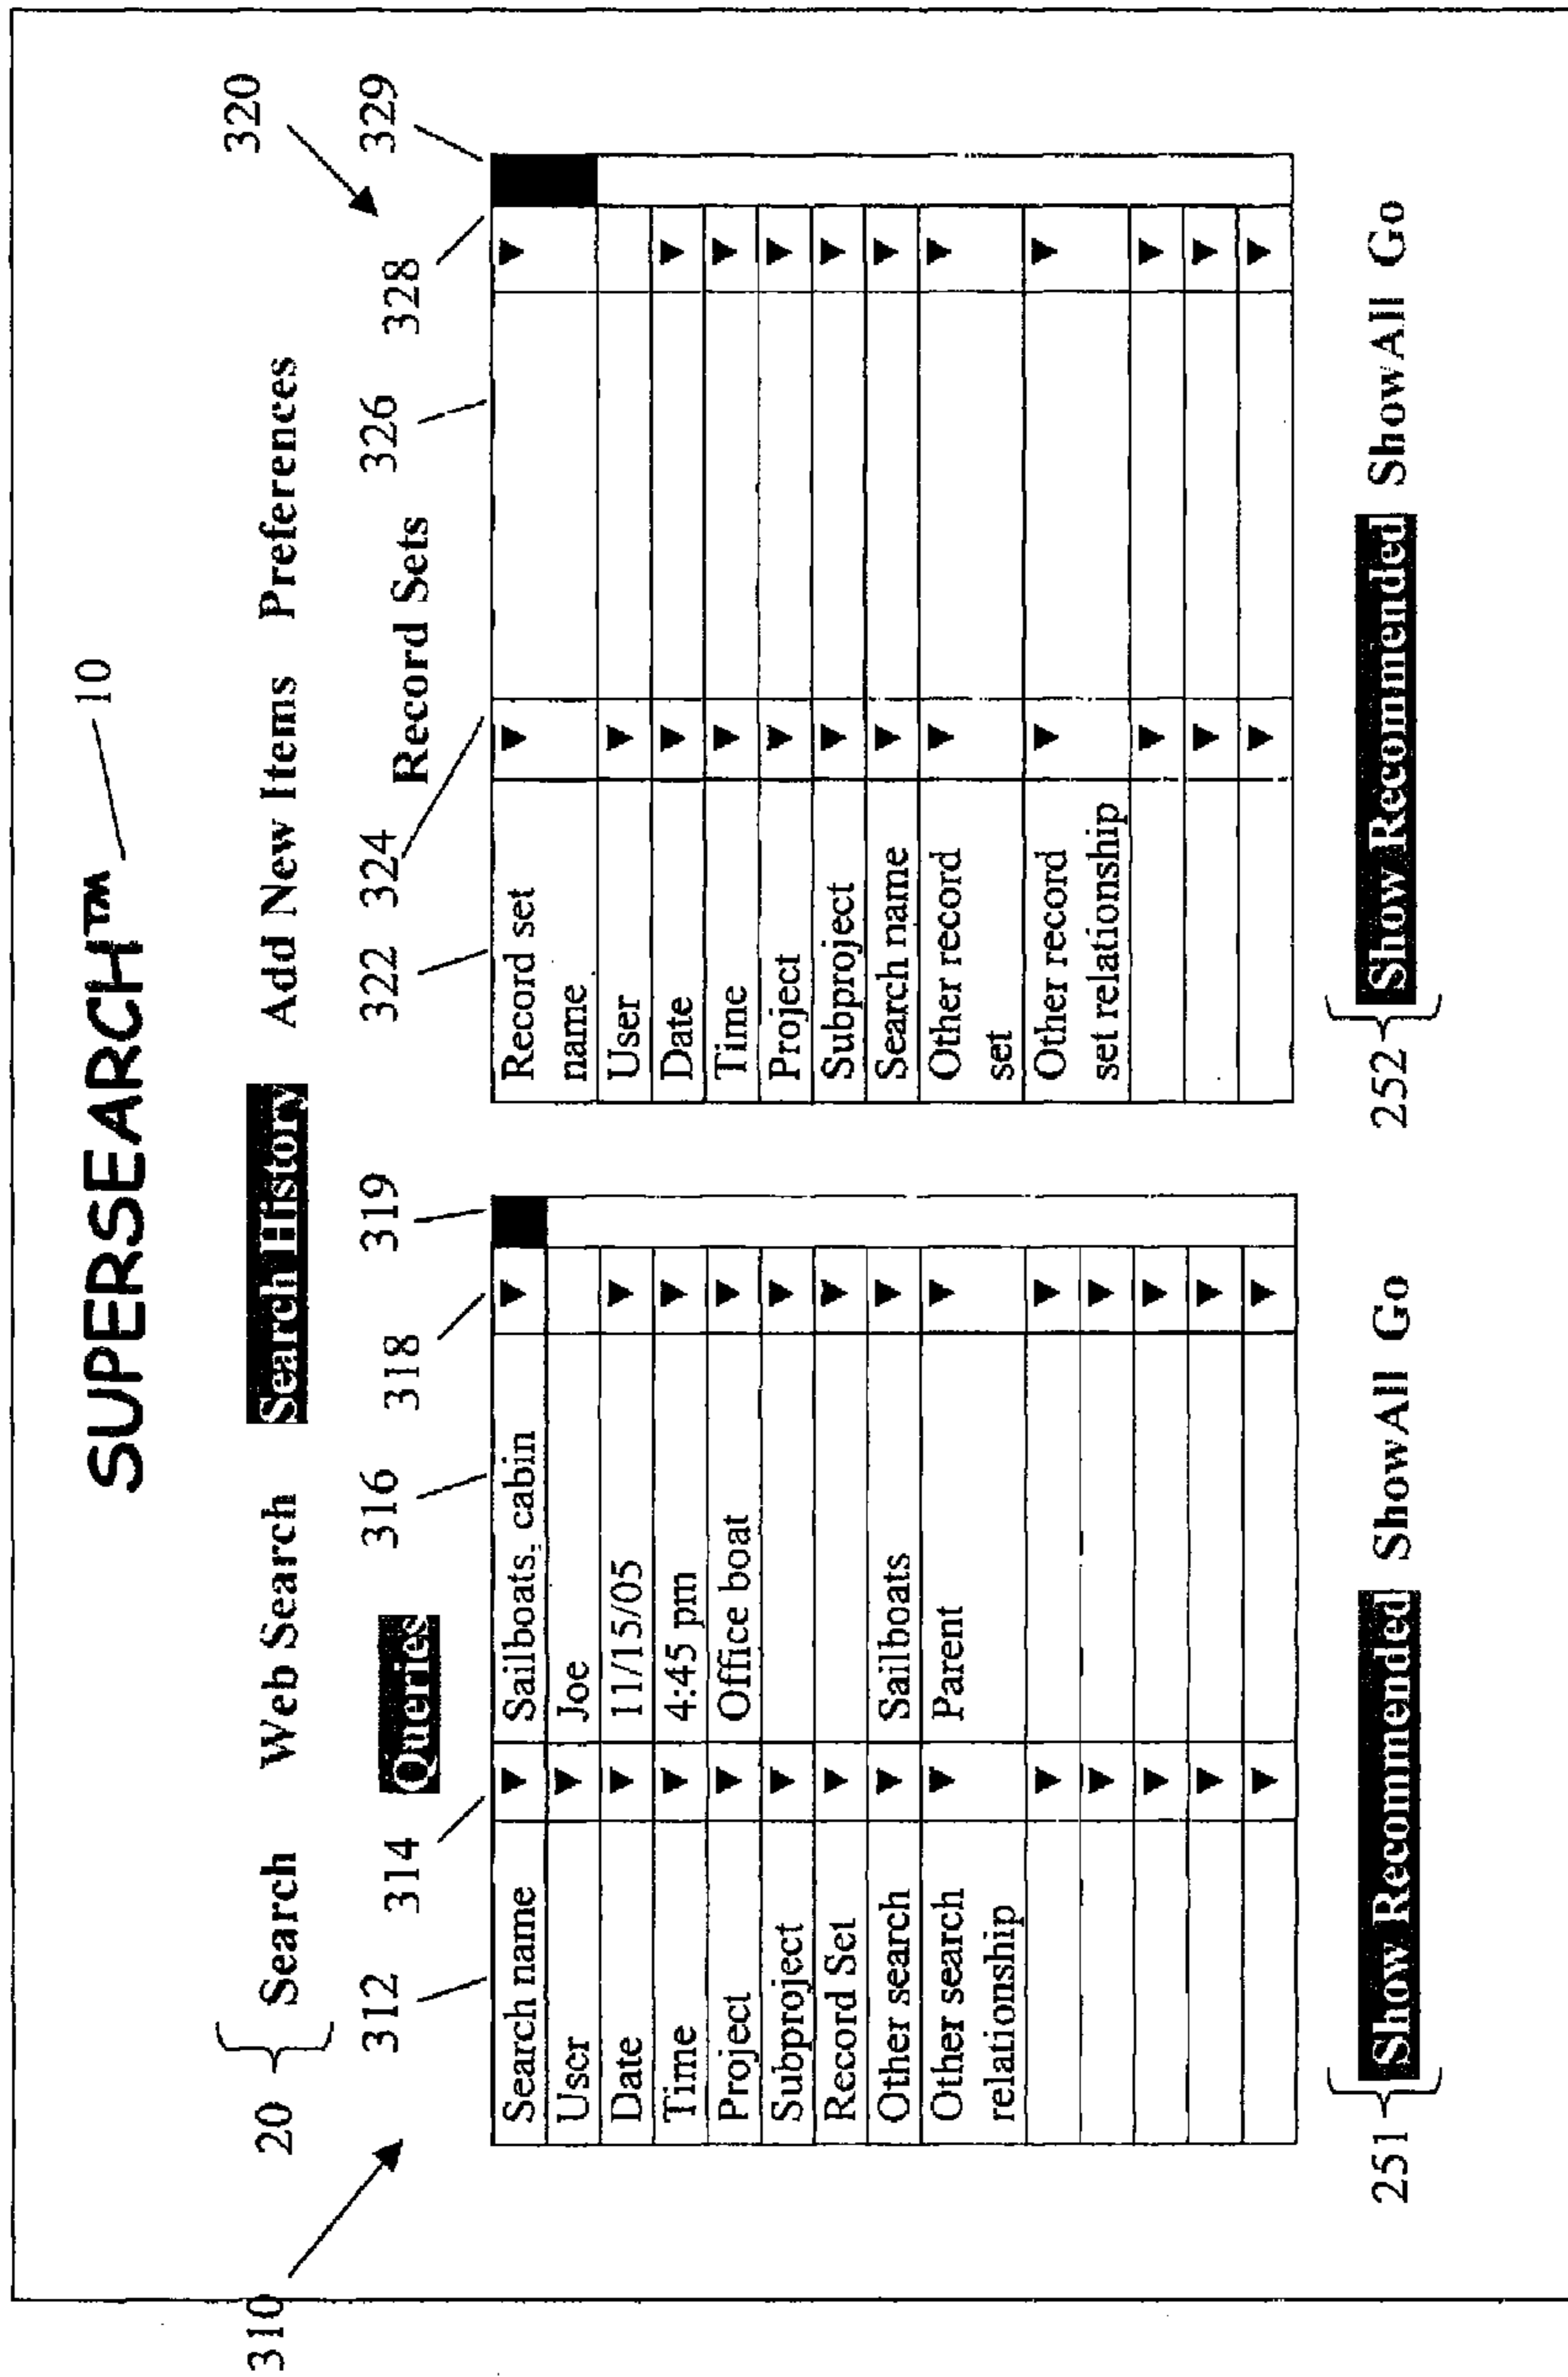 SUPERSEARCH™ 10
310
20 Search Web Search Search History Add New Items Preferences
320
Queries Record Sets
312 314 316 318 319 322 324 326 328 329
Search name ▼ Sailboats, cabin ▼
User ▼ Joe
Date ▼ 11/15/05 ▼
Time ▼ 4:45 pm ▼
Project ▼ Office boat ▼
Subproject ▼ ▼
Record Set ▼ ▼
Other search ▼ Sailboats ▼
Other search ▼ Parent ▼
relationship
Record set ▼ ▼
name
User ▼
Date ▼ ▼
Time ▼ ▼
Project ▼ ▼
Subproject ▼ ▼
Search name ▼ ▼
Other record ▼ ▼
set
Other record ▼ ▼
set relationship
251 Show Recommended Show All Go
252 Show Recommended Show All Go